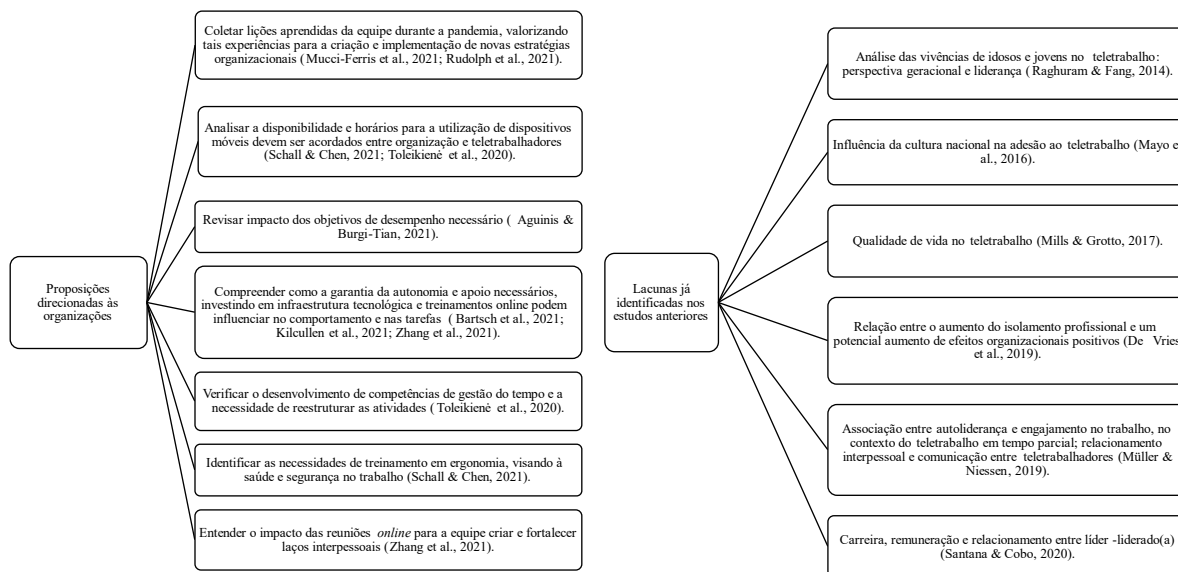 Proposições
direcionadas às
organizações
Coletar lições aprendidas da equipe durante a pandemia, valorizando
tais experiências para a criação e implementação de novas estratégias
organizacionais (Mucci-Ferris et al., 2021; Rudolph et al., 2021).
Analisar a disponibilidade e horários para a utilização de dispositivos
móveis devem ser acordados entre organização e teletrabalhadores
(Schall & Chen, 2021; Toleikienė et al., 2020).
Revisar impacto dos objetivos de desempenho necessário ( Aguinis &
Burgi-Tian, 2021).
Compreender como a garantia da autonomia e apoio necessários,
investindo em infraestrutura tecnológica e treinamentos online podem
influenciar no comportamento e nas tarefas ( Bartsch et al., 2021;
Kilcullen et al., 2021; Zhang et al., 2021).
Verificar o desenvolvimento de competências de gestão do tempo e a
necessidade de reestruturar as atividades ( Toleikienė et al., 2020).
Identificar as necessidades de treinamento em ergonomia, visando à
saúde e segurança no trabalho (Schall & Chen, 2021).
Entender o impacto das reuniões online para a equipe criar e fortalecer
laços interpessoais (Zhang et al., 2021).
Lacunas já
identificadas nos
estudos anteriores
Análise das vivências de idosos e jovens no teletrabalho:
perspectiva geracional e liderança ( Raghuram & Fang, 2014).
Influência da cultura nacional na adesão ao teletrabalho (Mayo e
al., 2016).
Qualidade de vida no teletrabalho (Mills & Grotto, 2017).
Relação entre o aumento do isolamento profissional e um
potencial aumento de efeitos organizacionais positivos (De Vries
et al., 2019).
Associação entre autoliderança e engajamento no trabalho, no
contexto do teletrabalho em tempo parcial; relacionamento
interpessoal e comunicação entre teletrabalhadores (Müller &
Niessen, 2019).
Carreira, remuneração e relacionamento entre líder -liderado(a)
(Santana & Cobo, 2020).